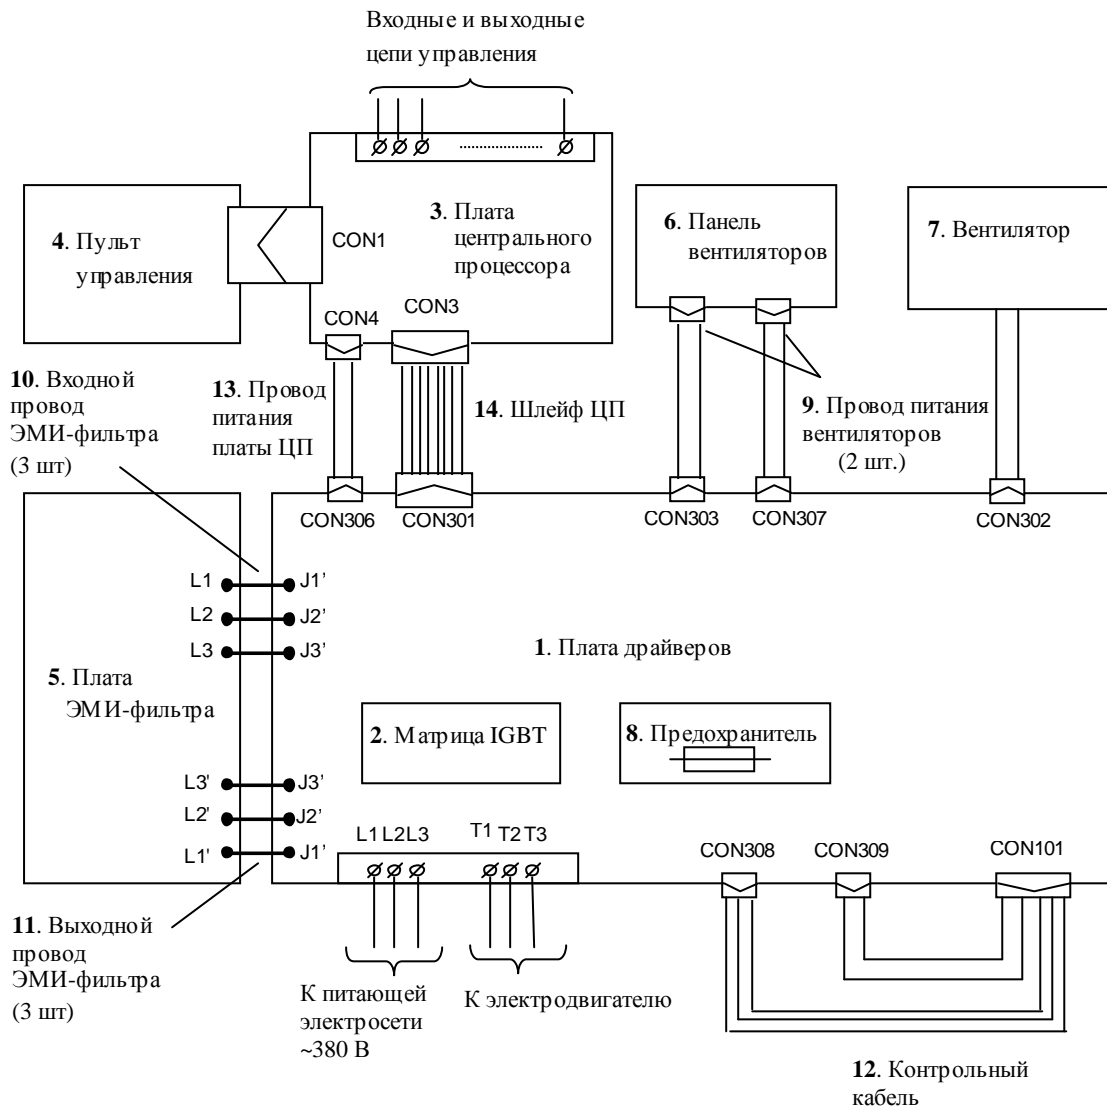 Входные и выходные
цепи управления
4. Пульт
управления
CON1
3. Плата
центрального
процессора
6. Панель
вентиляторов
7. Вентилятор
CON4
CON3
10. Входной
провод
ЭМИ-фильтра
(3 шт)
13. Провод
питания
платы ЦП
14. Шлейф ЦП
9. Провод питания
вентиляторов
(2 шт.)
CON306
CON301
CON303
CON307
CON302
L1
J1’
L2
J2’
L3
J3’
1. Плата драйверов
5. Плата
ЭМИ-фильтра
2. Матрица IGBT
8. Предохранитель
L3'
J3’
L2'
J2’
L1'
J1’
L1 L2 L3
T1 T2 T3
CON308
CON309
CON101
11. Выходной
провод
ЭМИ-фильтра
(3 шт)
К питающей
электросети
~380 В
К электродвигателю
12. Контрольный
кабель